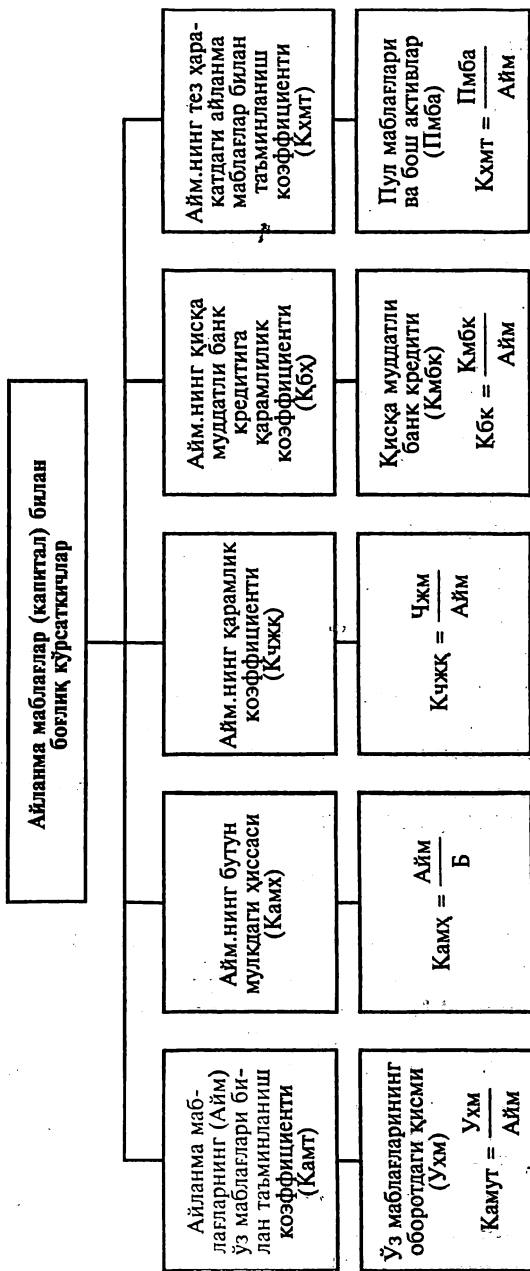 Айланма маблағлар (капитал) билан
боғлиқ кўрсаткичлар
Айланма маб-
лағларнинг (Айм)
ўз маблағлари би-
лан таъминланиш
коэффициенти
(Камт)
Айм.нинг бутун
мулкдаги ҳиссаси
(Камх)
Айм.нинг қарамлик
коэффициенти
(Кчжқ)
Айм.нинг қисқа
муддатли банк
кредитига
қарамлилик
коэффициенти
(Қбқ)
Айм.нинг тез ҳара-
катдаги айланма
маблағлар билан
таъминланиш
коэффициенти
(Кхмт)
Ўз маблағларининг
оборотдаги қисми
(Ухм)
Камут = Ухм / Айм
Камҳ = Айм / Б
Кчжқ = Чжм / Айм
Қисқа муддатли
банк кредити
(Кмбк)
Кбк = Кмбк / Айм
Пул маблағлари
ва бош активлар
(Пмба)
Кхмт = Пмба / Айм